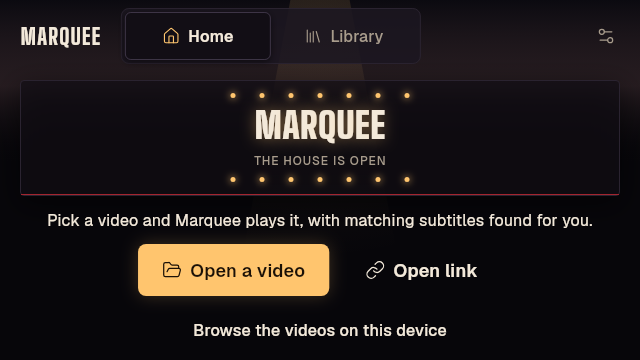 MARQUEE
Home
Library
MARQUEE
THE HOUSE IS OPEN
Pick a video and Marquee plays it, with matching subtitles found for you.
Open a video
Open link
Browse the videos on this device